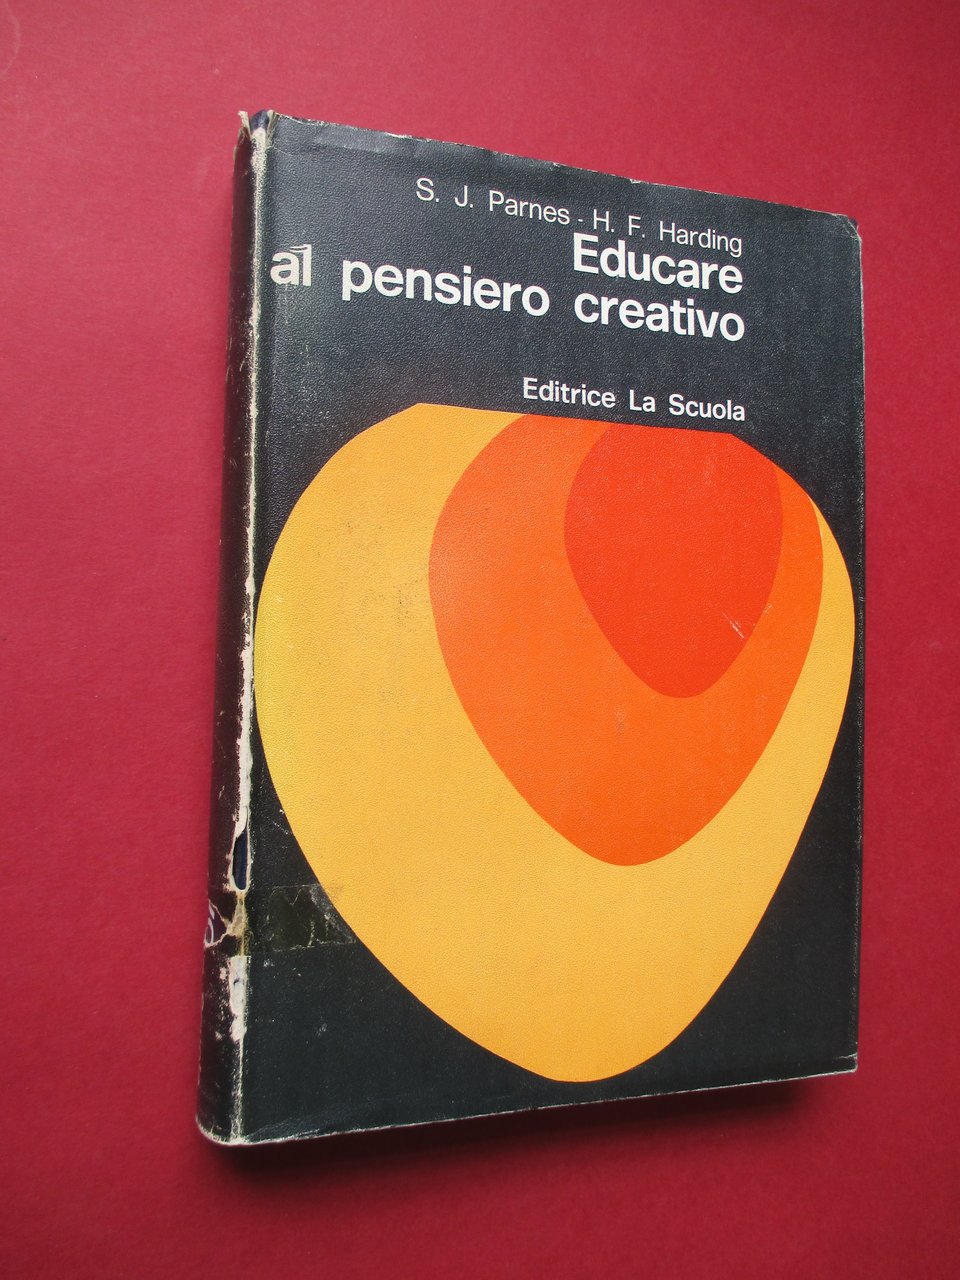 S. J. Parnes - H. F. Harding
Educare
al pensiero creativo
Editrice La Scuola